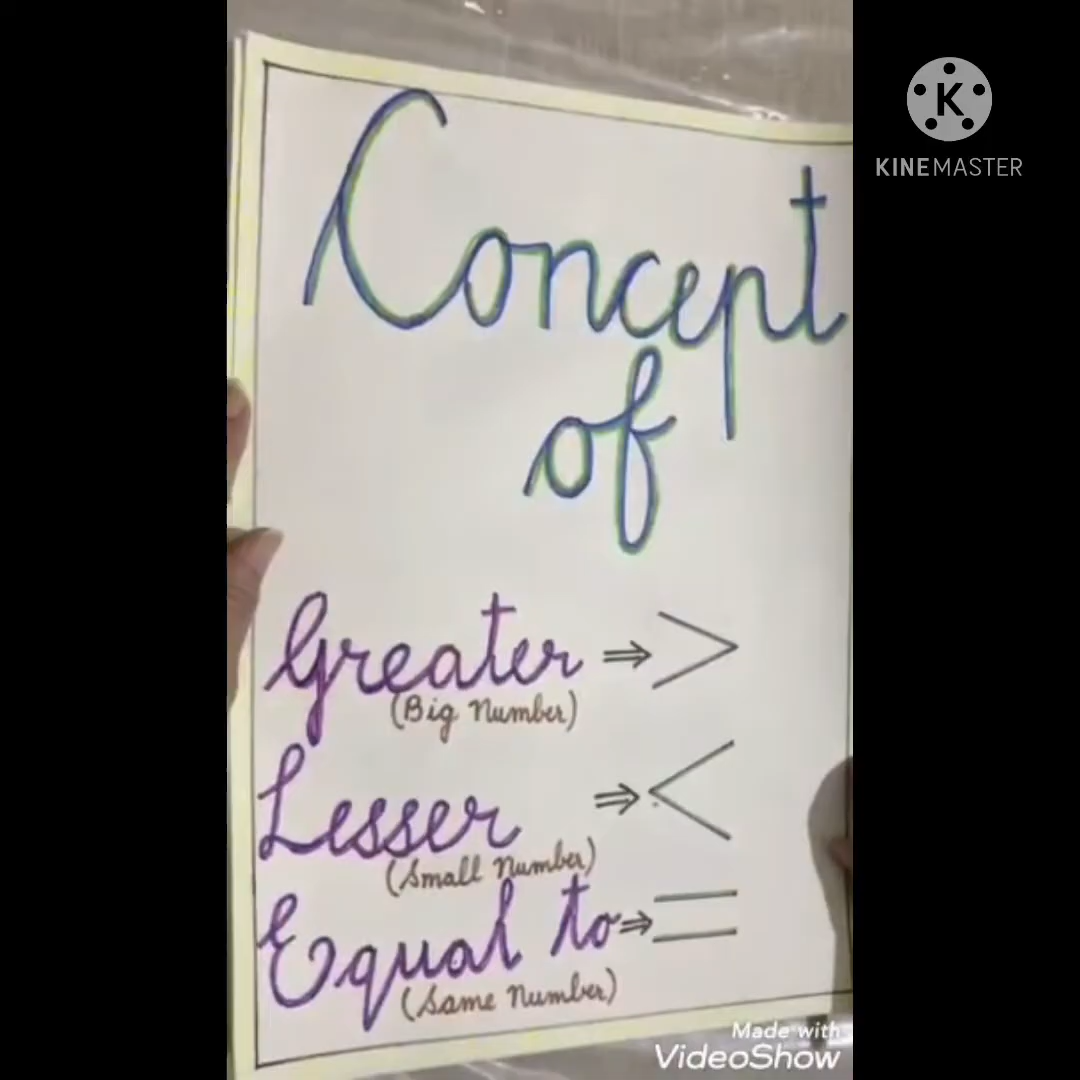 Concept
of
Greater ⇒ >
(Big Number)
Lesser ⇒ <
(Small Number)
Equal to ⇒ =
(Same Number)
K
KINEMASTER
Made with
VideoShow